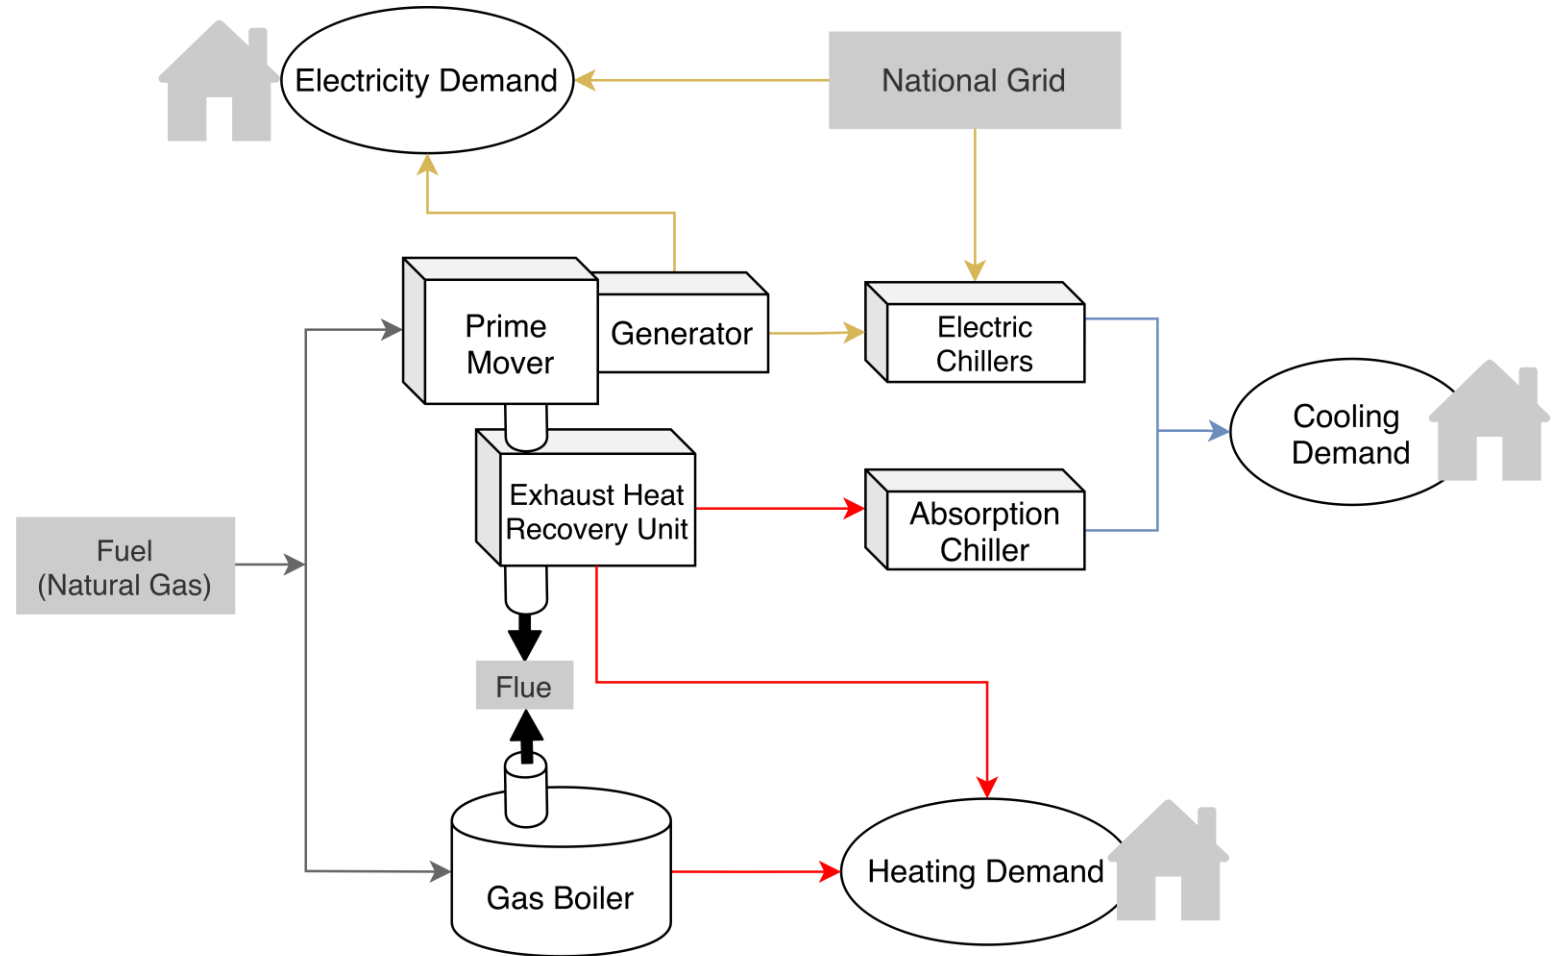 Electricity Demand
National Grid
Prime
Mover
Generator
Electric
Chillers
Cooling
Demand
Exhaust Heat
Recovery Unit
Absorption
Chiller
Fuel
(Natural Gas)
Flue
Gas Boiler
Heating Demand